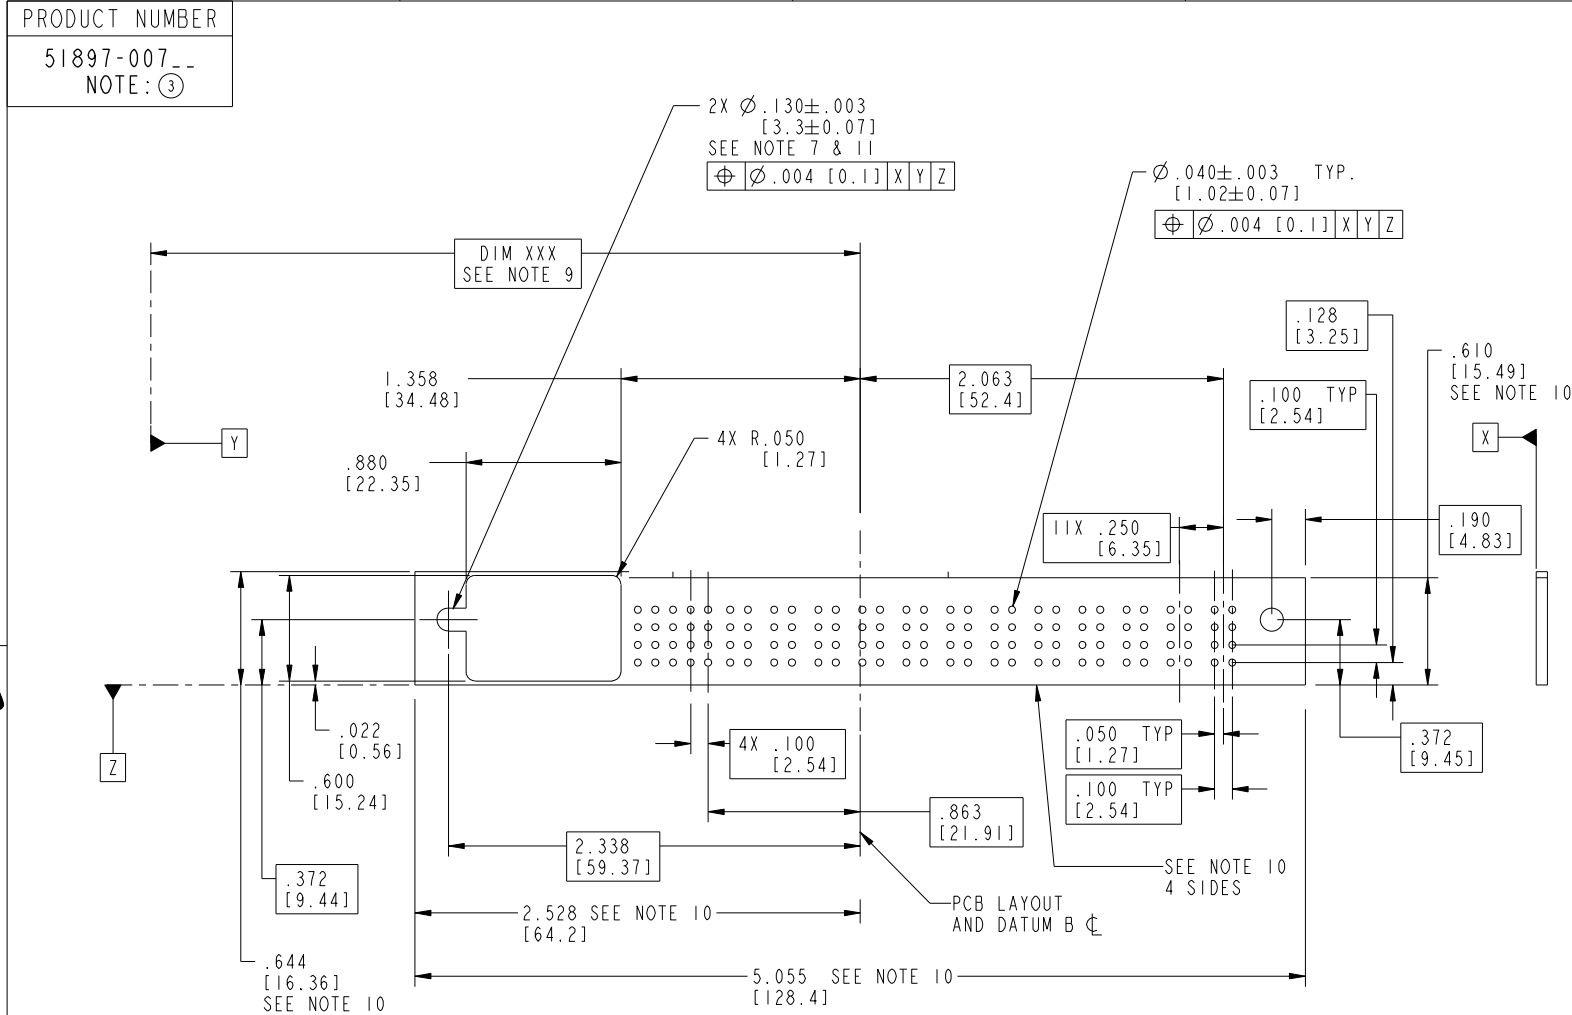 PRODUCT NUMBER
51897-007__
NOTE: 3
2X Ø.130±.003
[3.3±0.07]
SEE NOTE 7 & 11
⌖ Ø.004 [0.1] X Y Z
Ø.040±.003 TYP.
[1.02±0.07]
⌖ Ø.004 [0.1] X Y Z
DIM XXX
SEE NOTE 9
.128
[3.25]
.610
[15.49]
SEE NOTE 10
1.358
[34.48]
2.063
[52.4]
.100 TYP
[2.54]
Y
X
4X R.050
[1.27]
.880
[22.35]
11X .250
[6.35]
.190
[4.83]
Z
.022
[0.56]
.600
[15.24]
4X .100
[2.54]
.050 TYP
[1.27]
.372
[9.45]
.100 TYP
[2.54]
.863
[21.91]
2.338
[59.37]
.372
[9.44]
SEE NOTE 10
4 SIDES
2.528 SEE NOTE 10
[64.2]
PCB LAYOUT
AND DATUM B ℄
.644
[16.36]
SEE NOTE 10
5.055 SEE NOTE 10
[128.4]